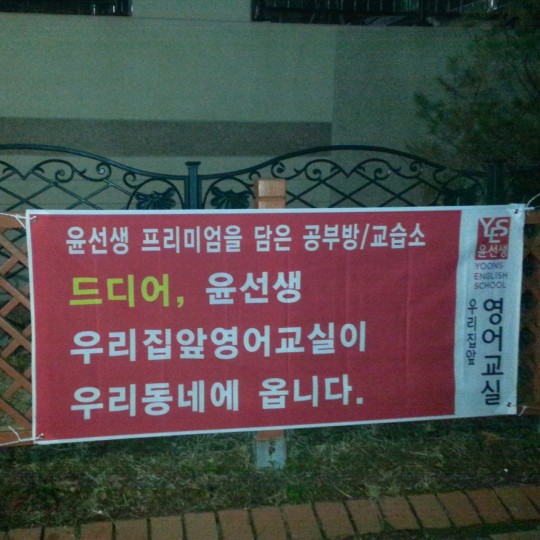 윤선생 프리미엄을 담은 공부방/교습소
드디어, 윤선생
우리집앞영어교실이
우리동네에 옵니다.
YES
윤선생
YOONS
ENGLISH
SCHOOL
우리집앞
영어교실